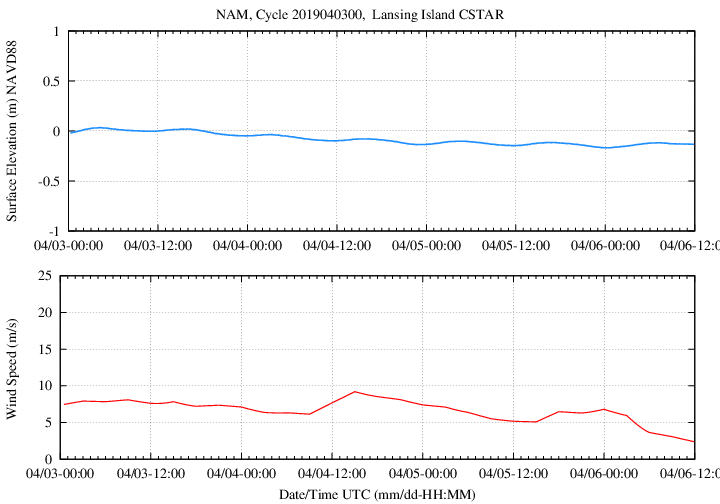 NAM, Cycle 2019040300,  Lansing Island CSTAR
Surface Elevation (m) NAVD88
1
0.5
0
-0.5
-1
04/03-00:00 04/03-12:00 04/04-00:00 04/04-12:00 04/05-00:00 04/05-12:00 04/06-00:00 04/06-12:0
Wind Speed (m/s)
25
20
15
10
5
0
04/03-00:00 04/03-12:00 04/04-00:00 04/04-12:00 04/05-00:00 04/05-12:00 04/06-00:00 04/06-12:0
Date/Time UTC (mm/dd-HH:MM)